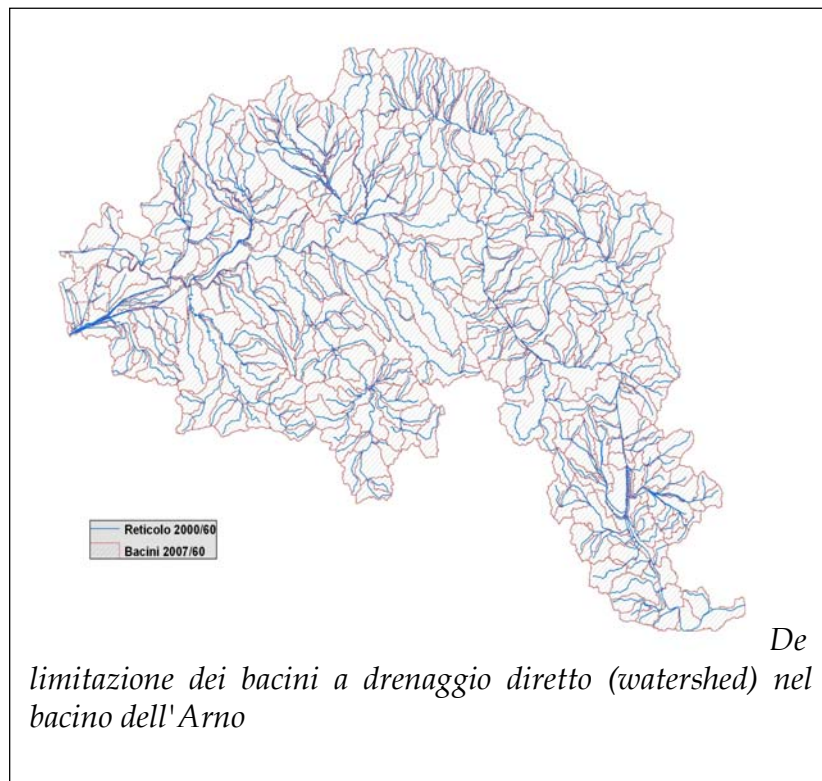 Reticolo 2000/60
Bacini 2007/60
De
limitazione dei bacini a drenaggio diretto (watershed) nel
bacino dell'Arno